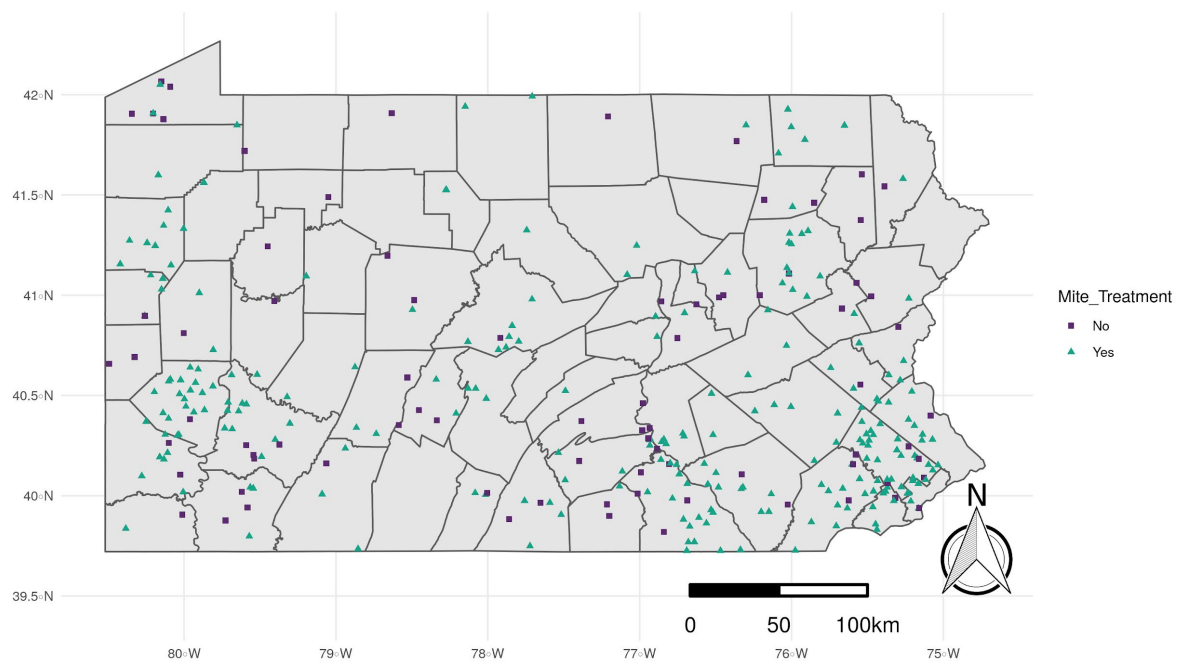 42◦N
41.5◦N
41◦N
40.5◦N
40◦N
39.5◦N
80◦W
79◦W
78◦W
77◦W
76◦W
75◦W
N
0 50 100km
Mite_Treatment
No
Yes